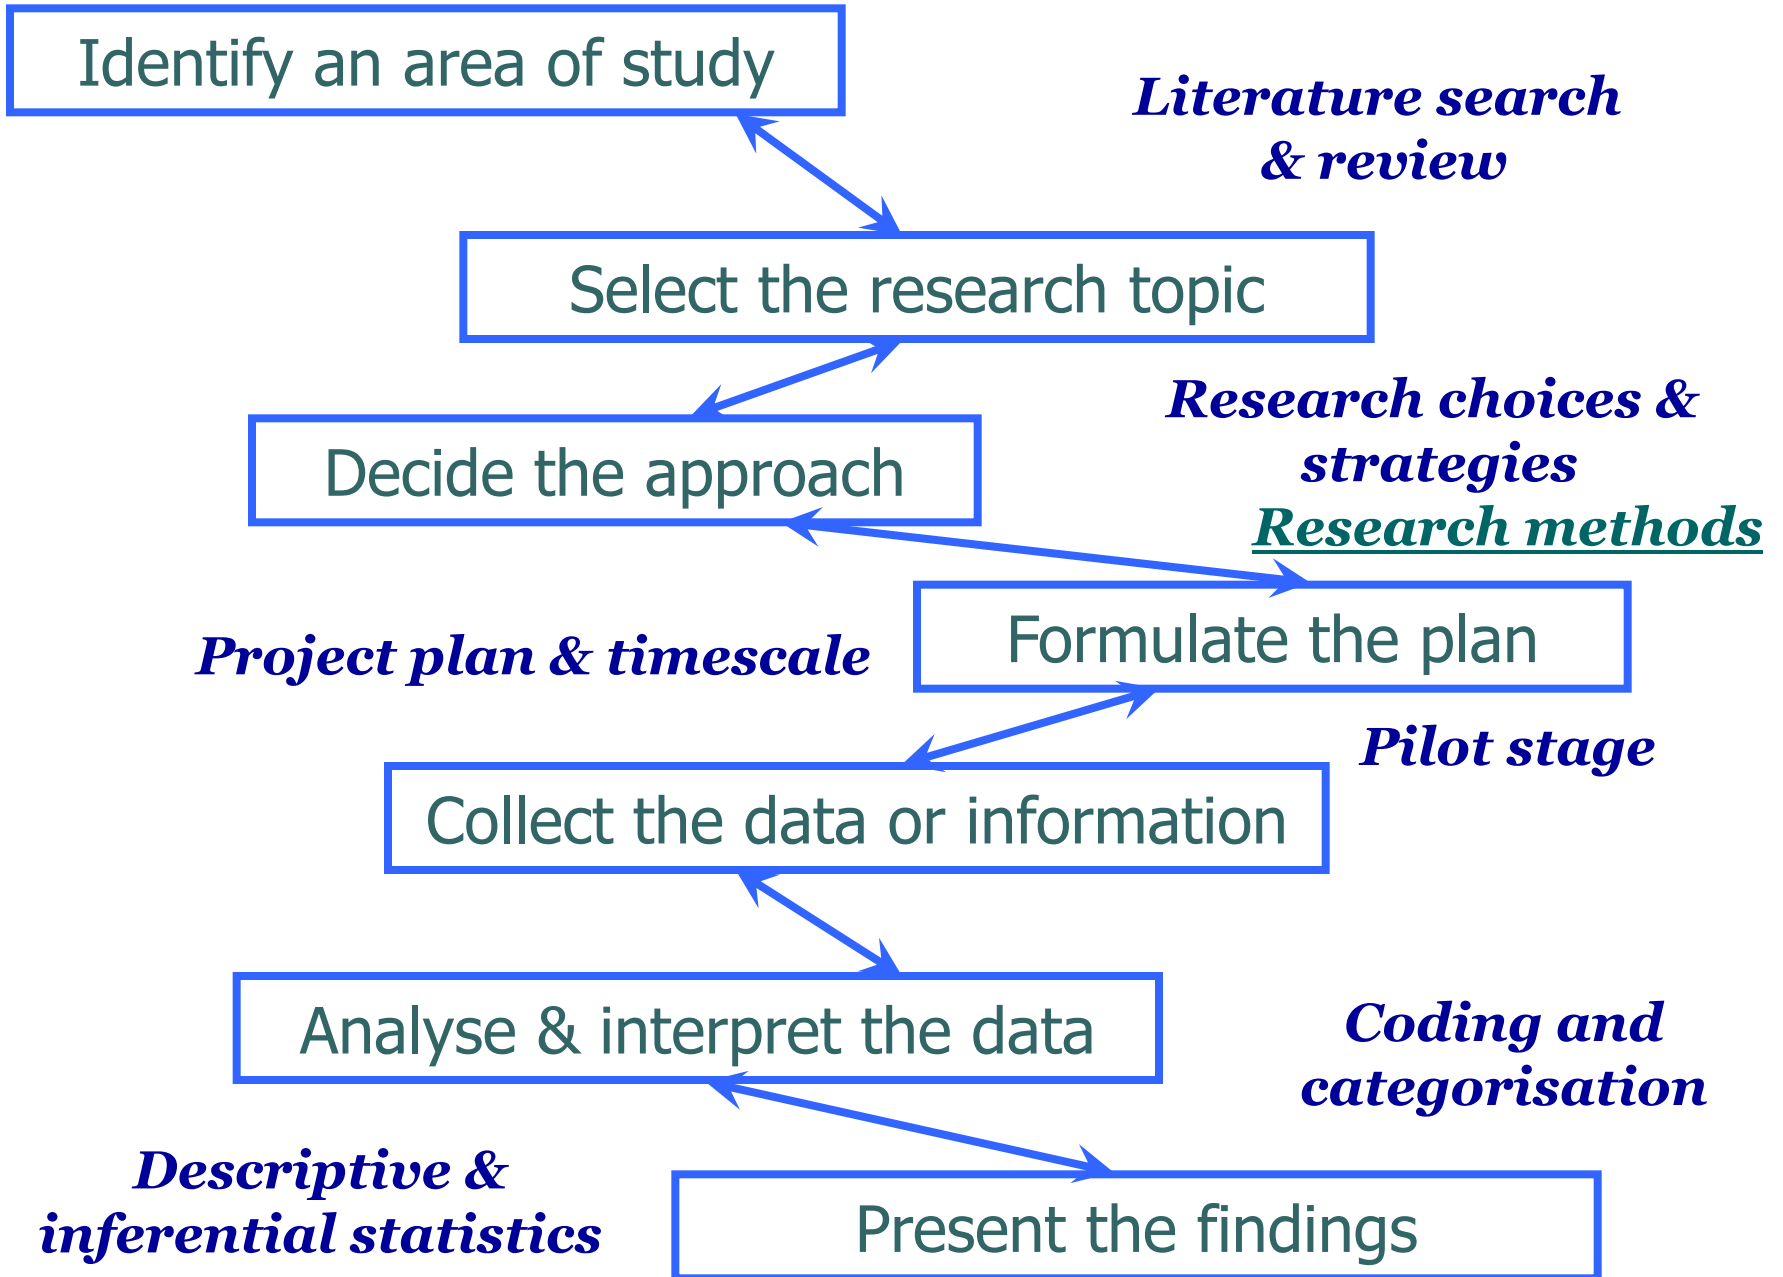 Identify an area of study
Literature search
& review
Select the research topic
Research choices &
strategies
Research methods
Decide the approach
Formulate the plan
Project plan & timescale
Pilot stage
Collect the data or information
Analyse & interpret the data
Coding and
categorisation
Descriptive &
inferential statistics
Present the findings